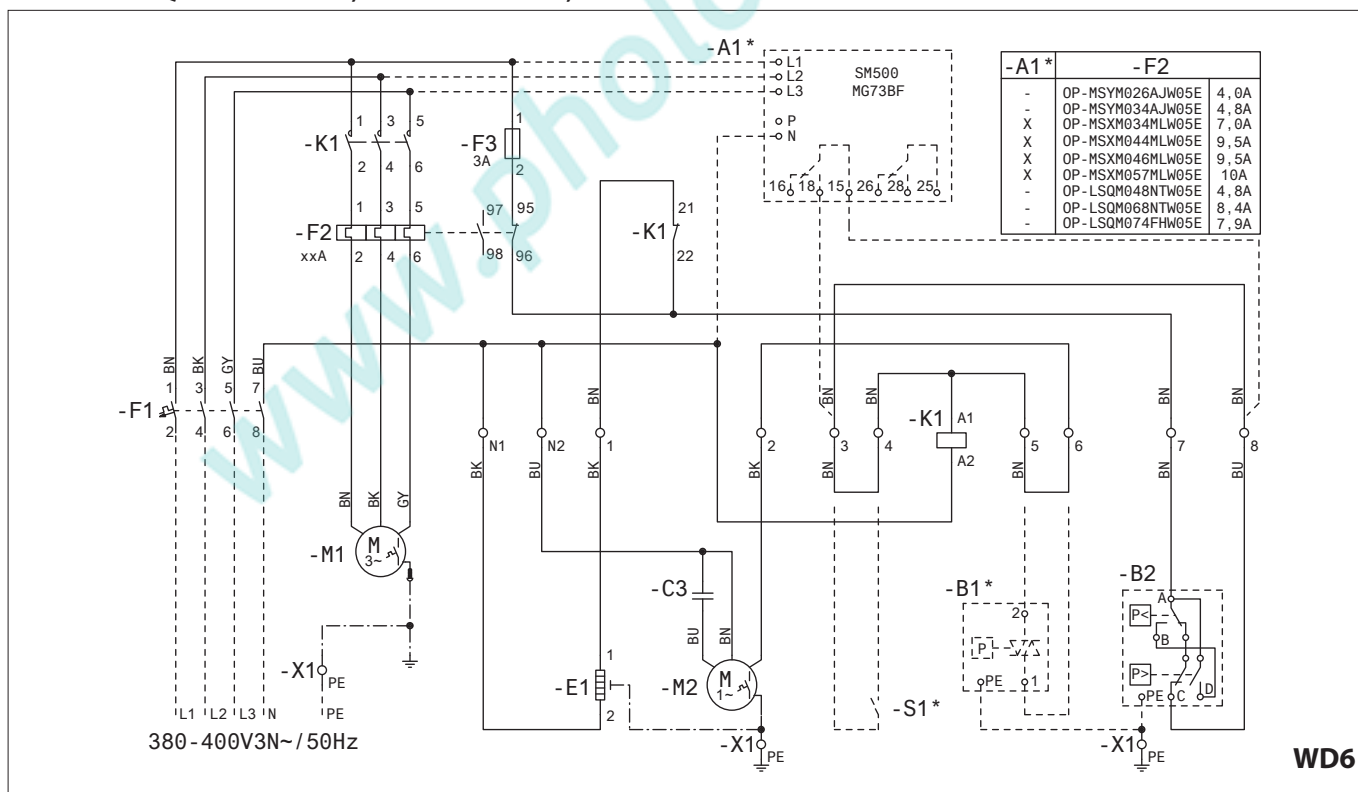 -A1*
L1
L2
L3
P
N
SM500
MG73BF
16 18 15 26 28 25
-A1* -F2
- OP-MSYM026AJW05E 4,0A
- OP-MSYM034AJW05E 4,8A
X OP-MSXM034MLW05E 7,0A
X OP-MSXM044MLW05E 9,5A
X OP-MSXM046MLW05E 9,5A
X OP-MSXM057MLW05E 10A
- OP-LSQM048NTW05E 4,8A
- OP-LSQM068NTW05E 8,4A
- OP-LSQM074FHW05E 7,9A
-K1
1 3 5
2 4 6
-F3
3A
1
2
-F2
xxA
1 3 5
2 4 6
97 95
98 96
-K1
21
22
BN BK GY BU
1 3 5 7
-F1
2 4 6 8
BN BN BN BN BN BN BN
N1 N2 1 2 3 4
-K1
A1
A2
5 6 7 8
BK BU BK BK BN BN BN BU
BN BK GY
-M1
M
3~
-X1
PE
PE
L1 L2 L3 N
380-400V3N~/50Hz
-C3
BU BN
-E1
1
2
-M2
M
1~
-X1
PE
-S1*
-B1*
2
P
PE
1
-B2
A
P<
B
P>
PE C D
-X1
PE
WD6